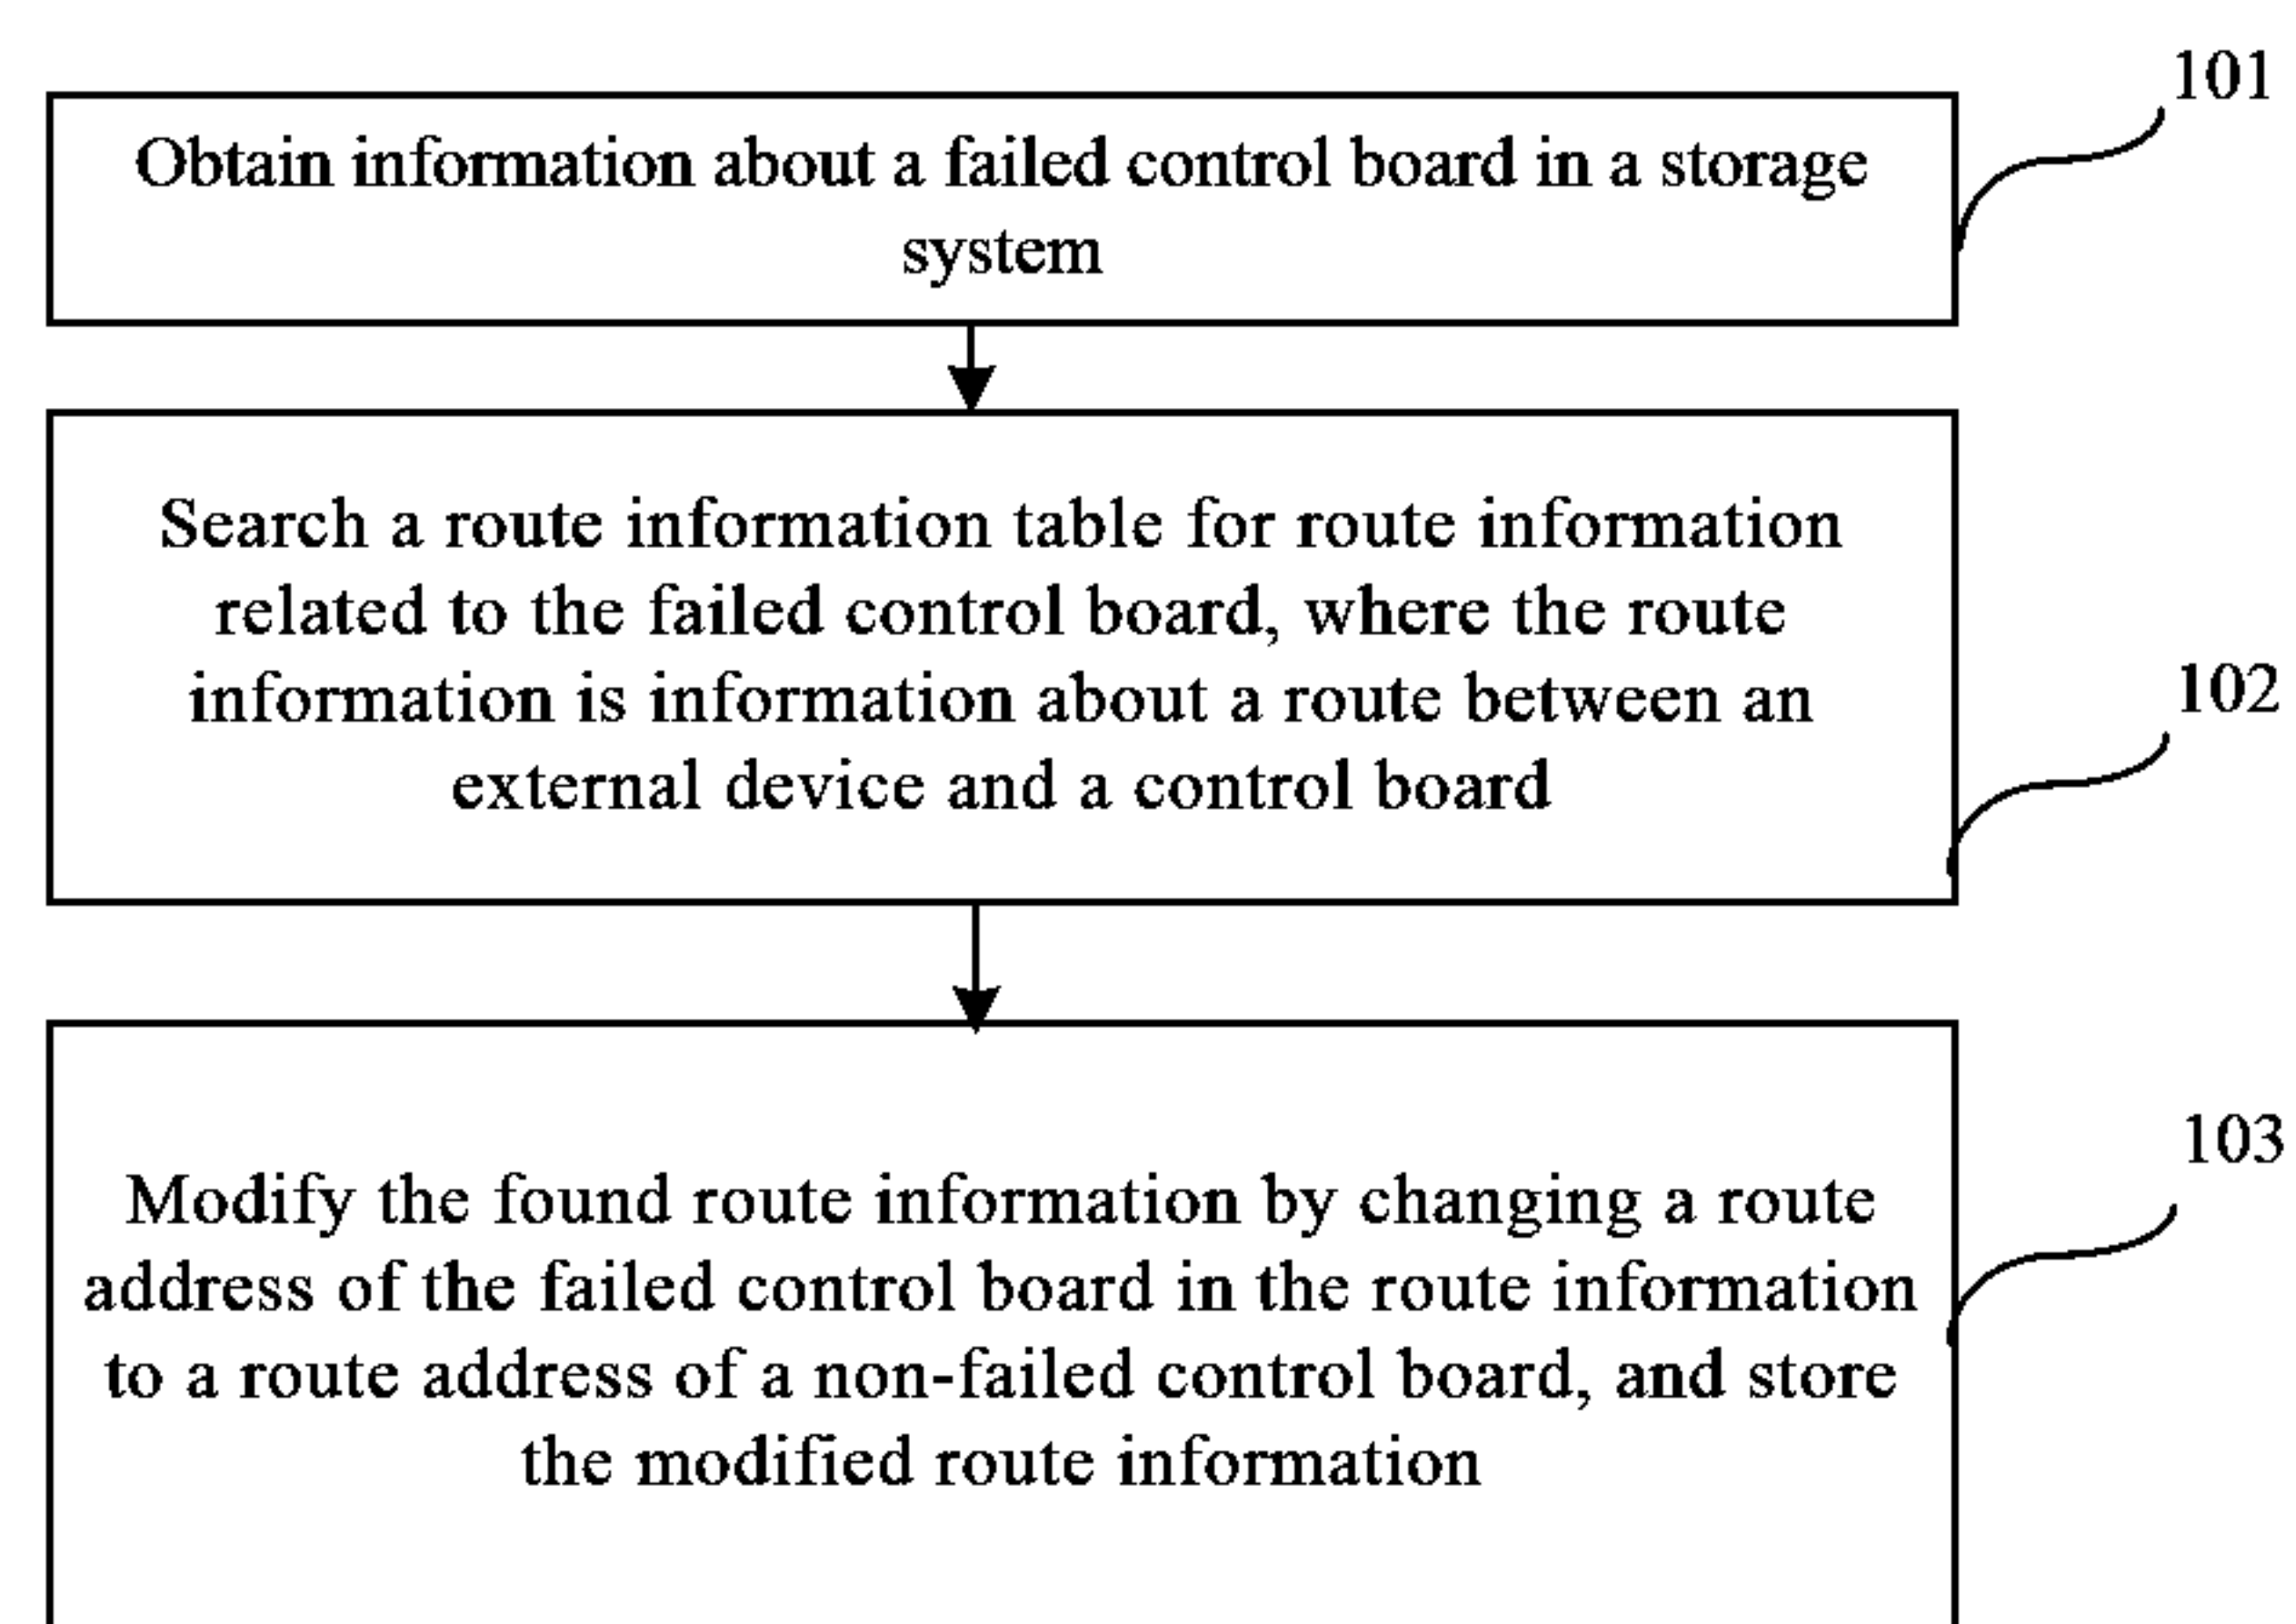 101
Obtain information about a failed control board in a storage
system
Search a route information table for route information
related to the failed control board, where the route
information is information about a route between an
external device and a control board
102
Modify the found route information by changing a route
address of the failed control board in the route information
to a route address of a non-failed control board, and store
the modified route information
103